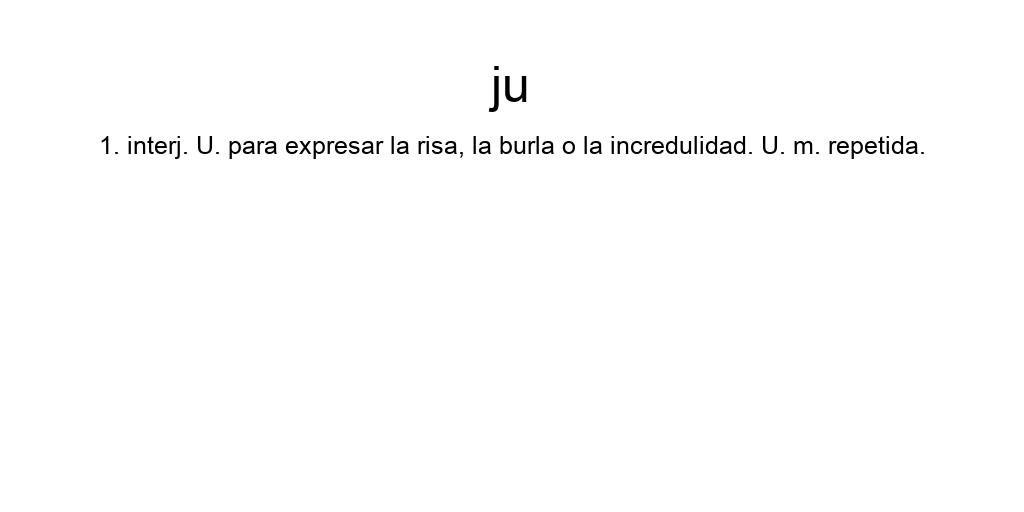 ju
1. interj. U. para expresar la risa, la burla o la incredulidad. U. m. repetida.